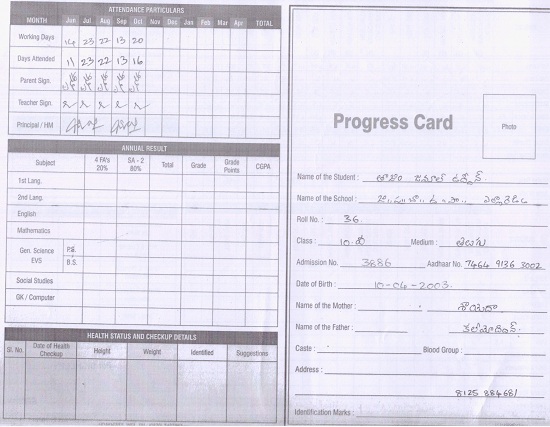 ATTENDANCE PARTICULARS
MONTH Jun Jul Aug Sep Oct Nov Dec Jan Feb Mar Apr TOTAL
Working Days 14 23 22 13 20
Days Attended 11 23 22 13 16
Parent Sign.
Teacher Sign.
Principal / HM
ANNUAL RESULT
Subject 4 FA's 20% SA - 2 80% Total Grade Grade Points CGPA
1st Lang.
2nd Lang.
English
Mathematics
Gen. Science P.S.
EVS B.S.
Social Studies
GK / Computer
HEALTH STATUS AND CHECKUP DETAILS
Sl. No. Date of Health Checkup Height Weight Identified Suggestions
Progress Card
Photo
Name of the Student :
Name of the School :
Roll No. : 36
Class : 10 Medium : తెలుగు
Admission No. 3886 Aadhaar No. 7464 9136 3002
Date of Birth : 10-04-2003
Name of the Mother :
Name of the Father :
Caste : Blood Group :
Address :
8125 884681
Identification Marks :